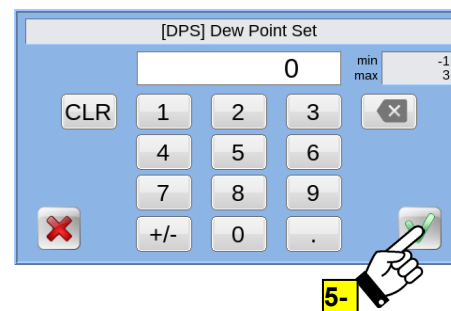 [DPS] Dew Point Set
0
min -1
max 3
CLR 1 2 3
4 5 6
7 8 9
+/- 0 .
5-